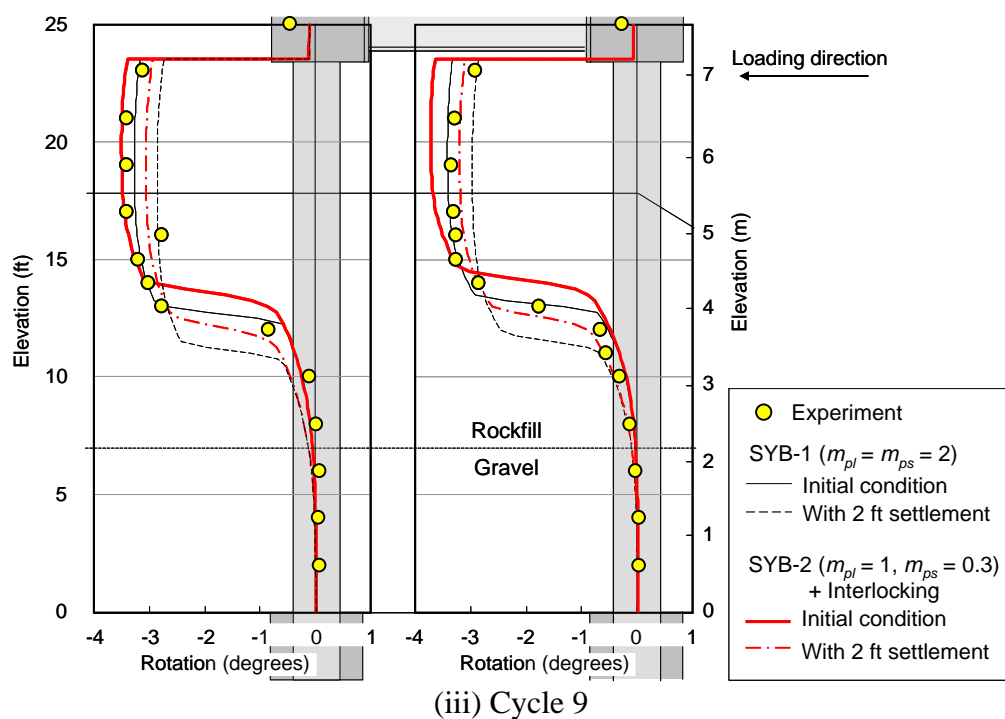 25
20
15
10
5
0
Elevation (ft)
-4 -3 -2 -1 0 1
Rotation (degrees)
-4 -3 -2 -1 0 1
Rotation (degrees)
Rockfill
Gravel
7
6
5
4
3
2
1
0
Elevation (m)
Loading direction
Experiment
SYB-1 (mpl = mps = 2)
Initial condition
With 2 ft settlement
SYB-2 (mpl = 1, mps = 0.3)
+ Interlocking
Initial condition
With 2 ft settlement
(iii) Cycle 9